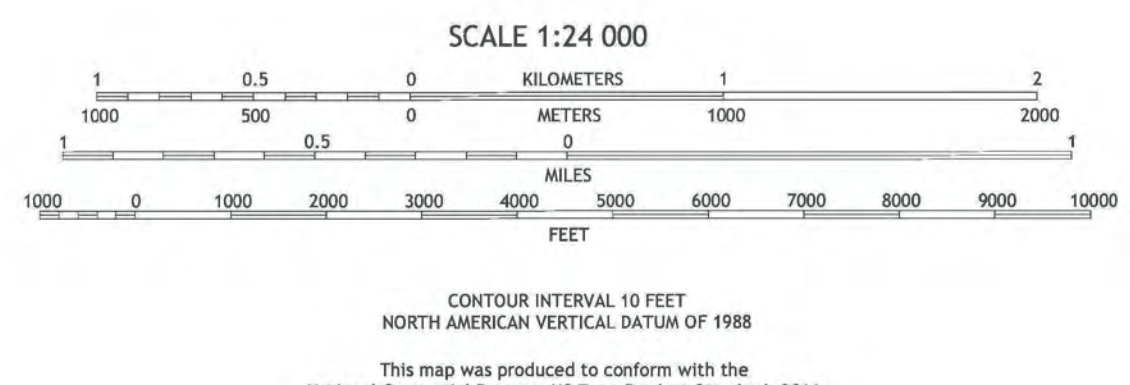 SCALE 1:24 000
1 0.5 0 KILOMETERS 1 2
1000 500 0 METERS 1000 2000
1 0.5 0 1
MILES
1000 0 1000 2000 3000 4000 5000 6000 7000 8000 9000 10000
FEET
CONTOUR INTERVAL 10 FEET
NORTH AMERICAN VERTICAL DATUM OF 1988
This map was produced to conform with the